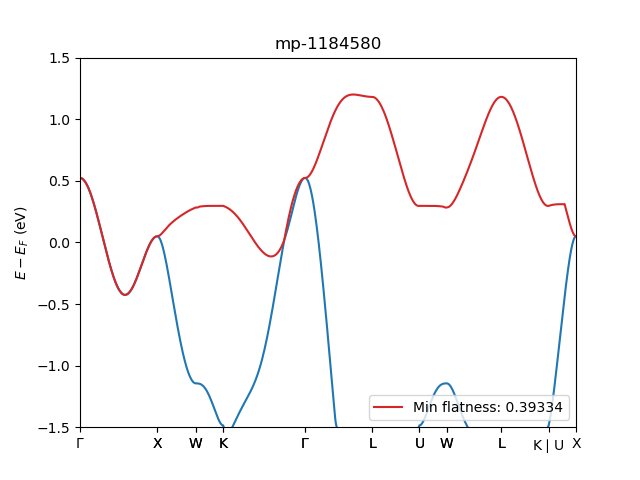 mp-1184580
E − E_F (eV)
1.5
1.0
0.5
0.0
−0.5
−1.0
−1.5
Min flatness: 0.39334
Γ X W K Γ L U W L K | U X